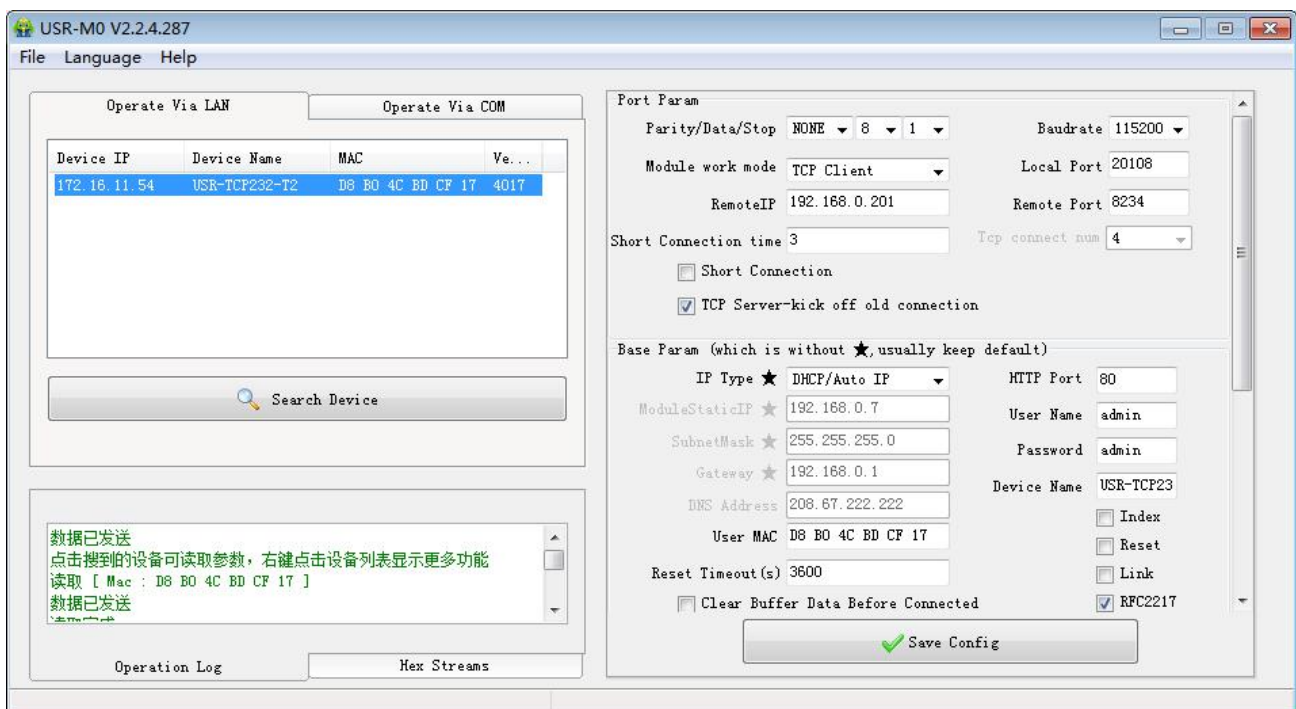 USR-M0 V2.2.4.287
File Language Help
Operate Via LAN Operate Via COM
Device IP Device Name MAC Ve...
172.16.11.54 USR-TCP232-T2 D8 B0 4C BD CF 17 4017
Search Device
数据已发送
点击搜到的设备可读取参数，右键点击设备列表显示更多功能
读取 [ Mac : D8 B0 4C BD CF 17 ]
数据已发送
Operation Log Hex Streams
Port Param
Parity/Data/Stop NONE 8 1 Baudrate 115200
Module work mode TCP Client Local Port 20108
RemoteIP 192.168.0.201 Remote Port 8234
Short Connection time 3 Tcp connect num 4
Short Connection
TCP Server-kick off old connection
Base Param (which is without ★,usually keep default)
IP Type ★ DHCP/Auto IP HTTP Port 80
ModuleStaticIP ★ 192.168.0.7 User Name admin
SubnetMask ★ 255.255.255.0 Password admin
Gateway ★ 192.168.0.1 Device Name USR-TCP23
DNS Address 208.67.222.222 Index
User MAC D8 B0 4C BD CF 17 Reset
Reset Timeout(s) 3600 Link
Clear Buffer Data Before Connected RFC2217
Save Config